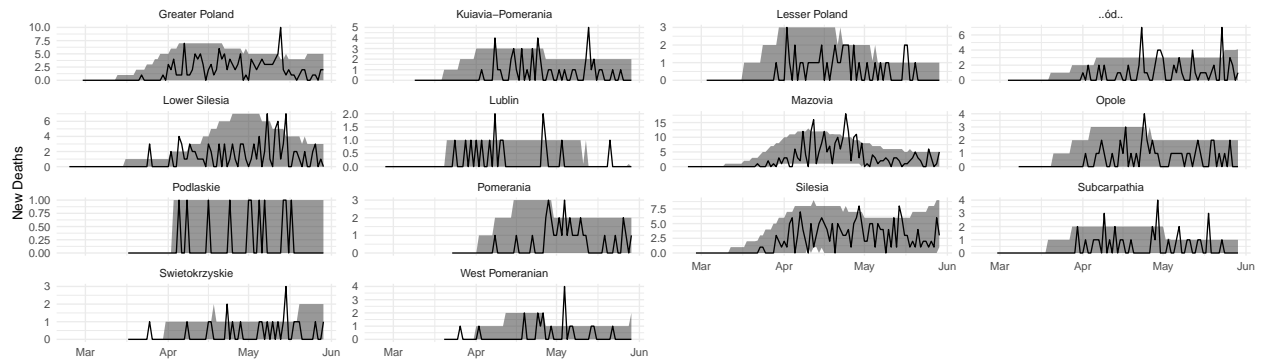 Greater Poland Kuiavia−Pomerania Lesser Poland ..ód..
10.0 7.5 5.0 2.5 0.0
5 4 3 2 1 0
3 2 1 0
6 4 2 0
Lower Silesia Lublin Mazovia Opole
6 4 2 0
2.0 1.5 1.0 0.5 0.0
15 10 5 0
4 3 2 1 0
New Deaths
Podlaskie Pomerania Silesia Subcarpathia
1.00 0.75 0.50 0.25 0.00
3 2 1 0
7.5 5.0 2.5 0.0
4 3 2 1 0
Mar Apr May Jun Mar Apr May Jun
Swietokrzyskie West Pomeranian
3 2 1 0
4 3 2 1 0
Mar Apr May Jun Mar Apr May Jun